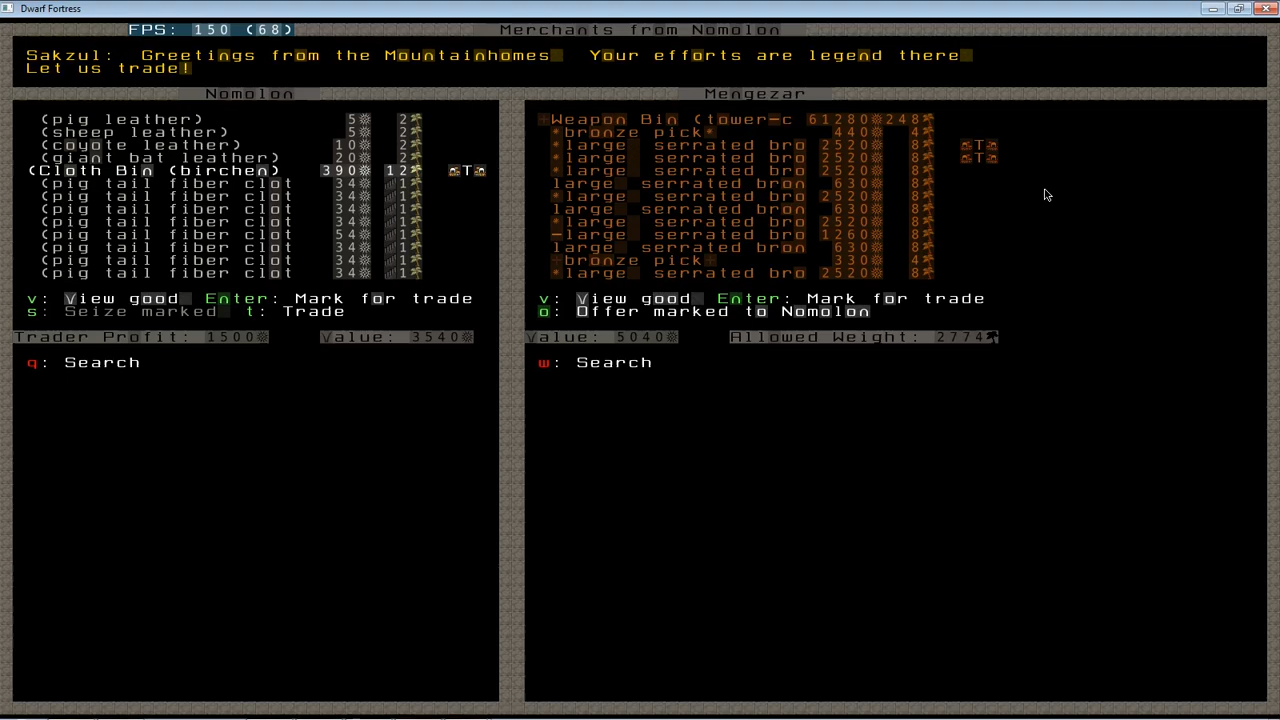 Dwarf Fortress
FPS: 150 (68)
Merchants from Nomolon
Sakzul: Greetings from the Mountainhomes Your efforts are legend there
Let us trade!
Nomolon
Mengezar
(pig leather) 5 2
(sheep leather) 5 2
(coyote leather) 10 2
(giant bat leather) 20 2
(Cloth Bin (birchen) 390 12 T
(pig tail fiber clot 34 1
(pig tail fiber clot 34 1
(pig tail fiber clot 34 1
(pig tail fiber clot 34 1
(pig tail fiber clot 54 1
(pig tail fiber clot 34 1
(pig tail fiber clot 34 1
(pig tail fiber clot 34 1
+Weapon Bin (tower-c 61280 248
*bronze pick* 440 4
*large serrated bro 2520 8 T
*large serrated bro 2520 8 T
*large serrated bro 2520 8
large serrated bron 630 8
*large serrated bro 2520 8
large serrated bron 630 8
*large serrated bro 2520 8
-large serrated bron 1260 8
large serrated bron 630 8
+bronze pick+ 330 4
*large serrated bro 2520 8
v: View good Enter: Mark for trade
s: Seize marked t: Trade
v: View good Enter: Mark for trade
o: Offer marked to Nomolon
Trader Profit: 1500 Value: 3540
Value: 5040 Allowed Weight: 2774
q: Search
w: Search